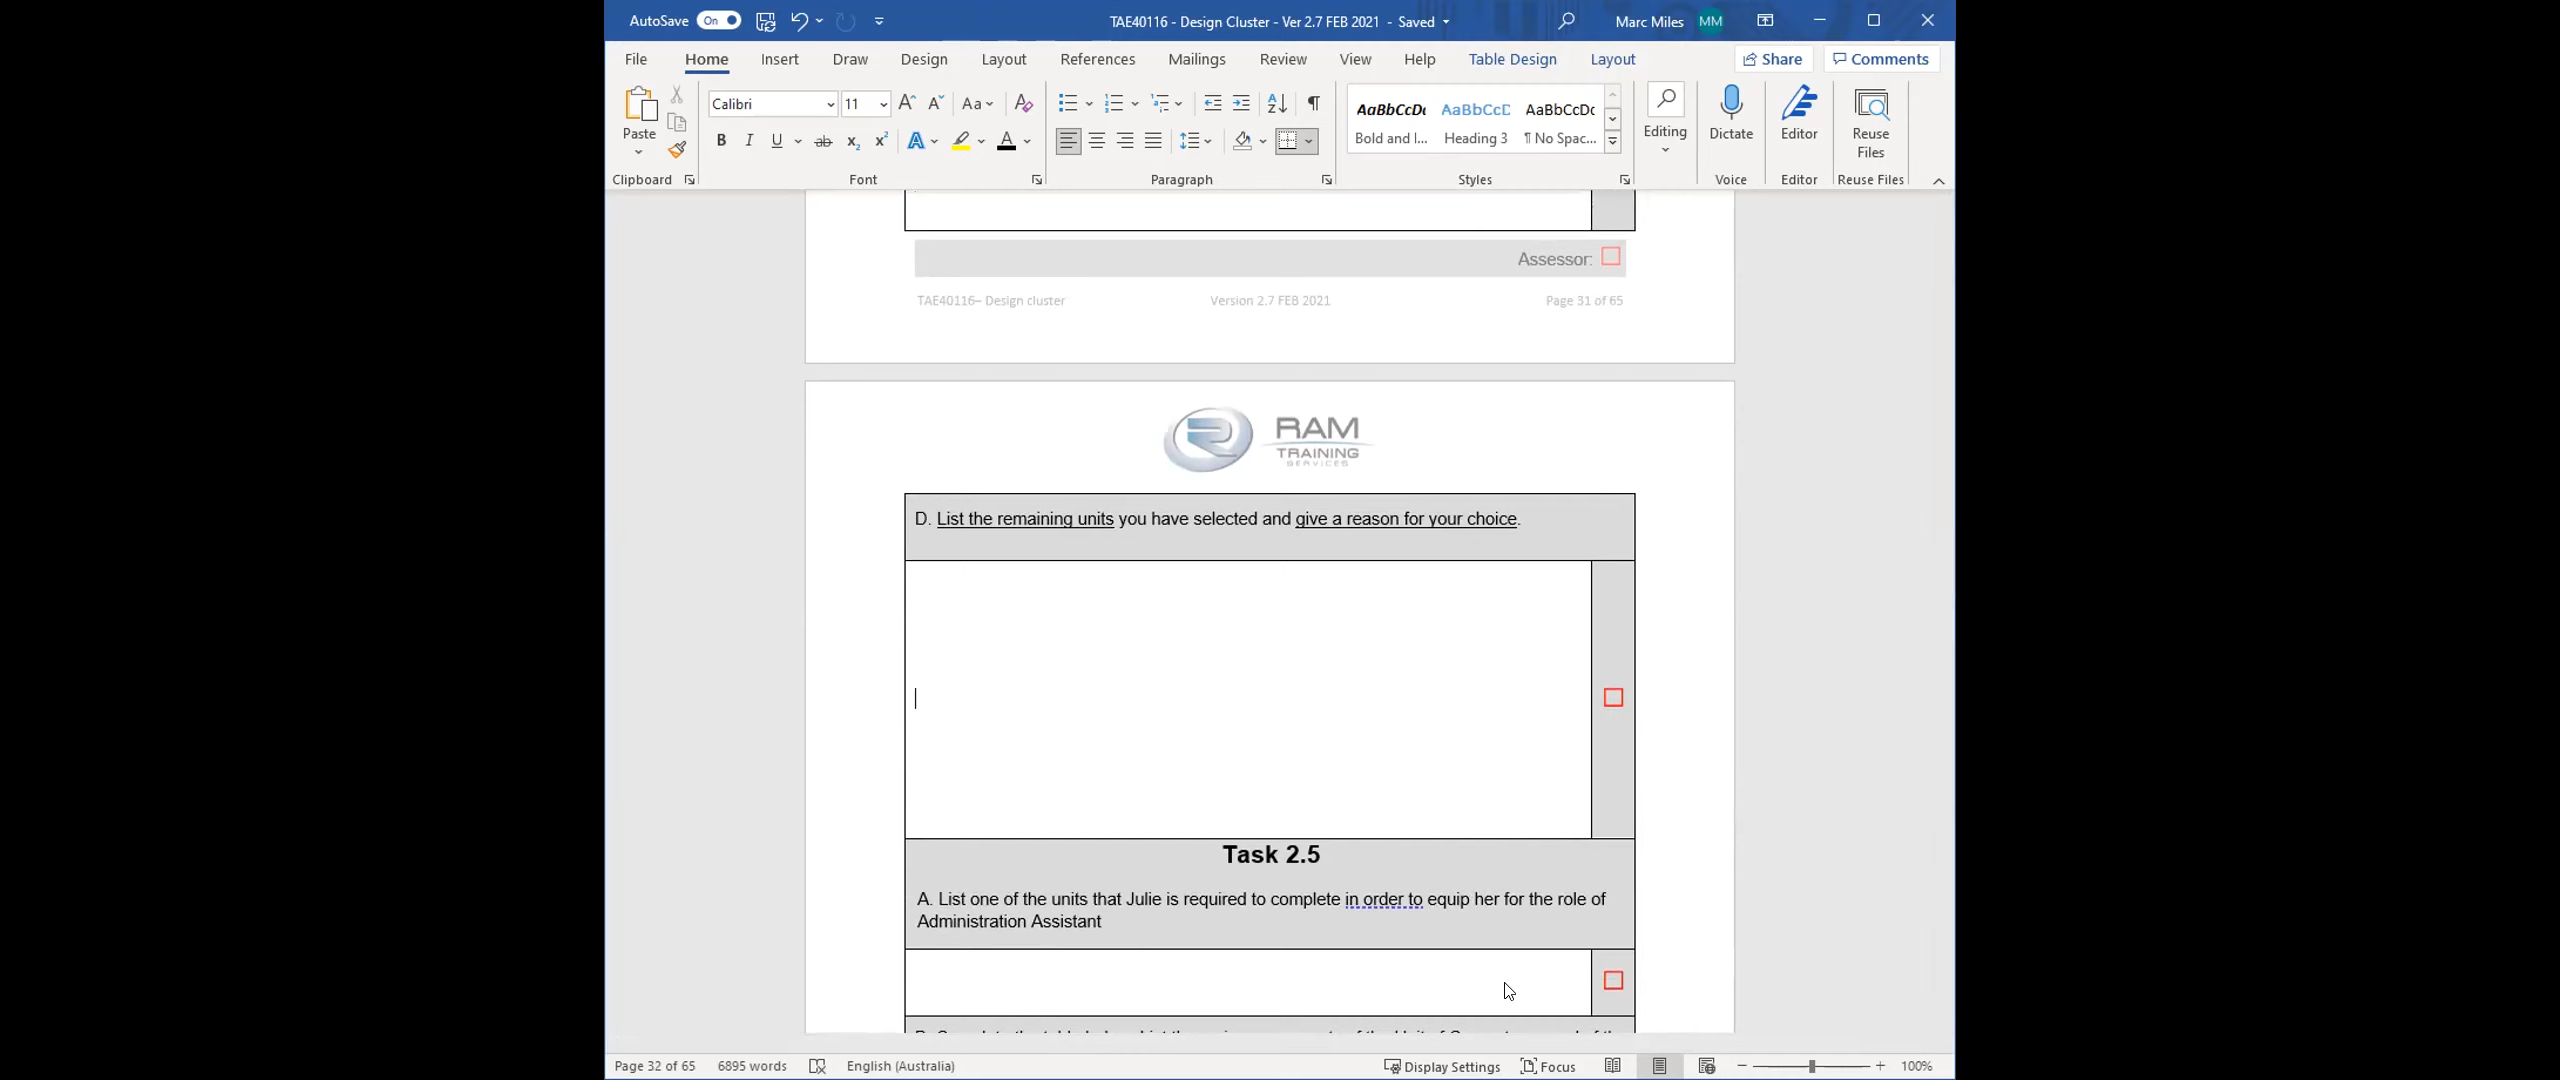 AutoSave On TAE40116 - Design Cluster - Ver 2.7 FEB 2021 - Saved Marc Miles MM
File Home Insert Draw Design Layout References Mailings Review View Help Table Design Layout Share Comments
Calibri 11 Aa
Paste
B I U ab x₂ x² A A
AaBbCcDc AaBbCcD AaBbCcDc
Bold and I... Heading 3 ¶ No Spac...
Editing Dictate Editor Reuse Files
Clipboard Font Paragraph Styles Voice Editor Reuse Files
Assessor:
TAE40116– Design cluster Version 2.7 FEB 2021 Page 31 of 65
RAM
TRAINING
SERVICES
D. List the remaining units you have selected and give a reason for your choice.
Task 2.5
A. List one of the units that Julie is required to complete in order to equip her for the role of
Administration Assistant
Page 32 of 65 6895 words English (Australia) Display Settings Focus 100%